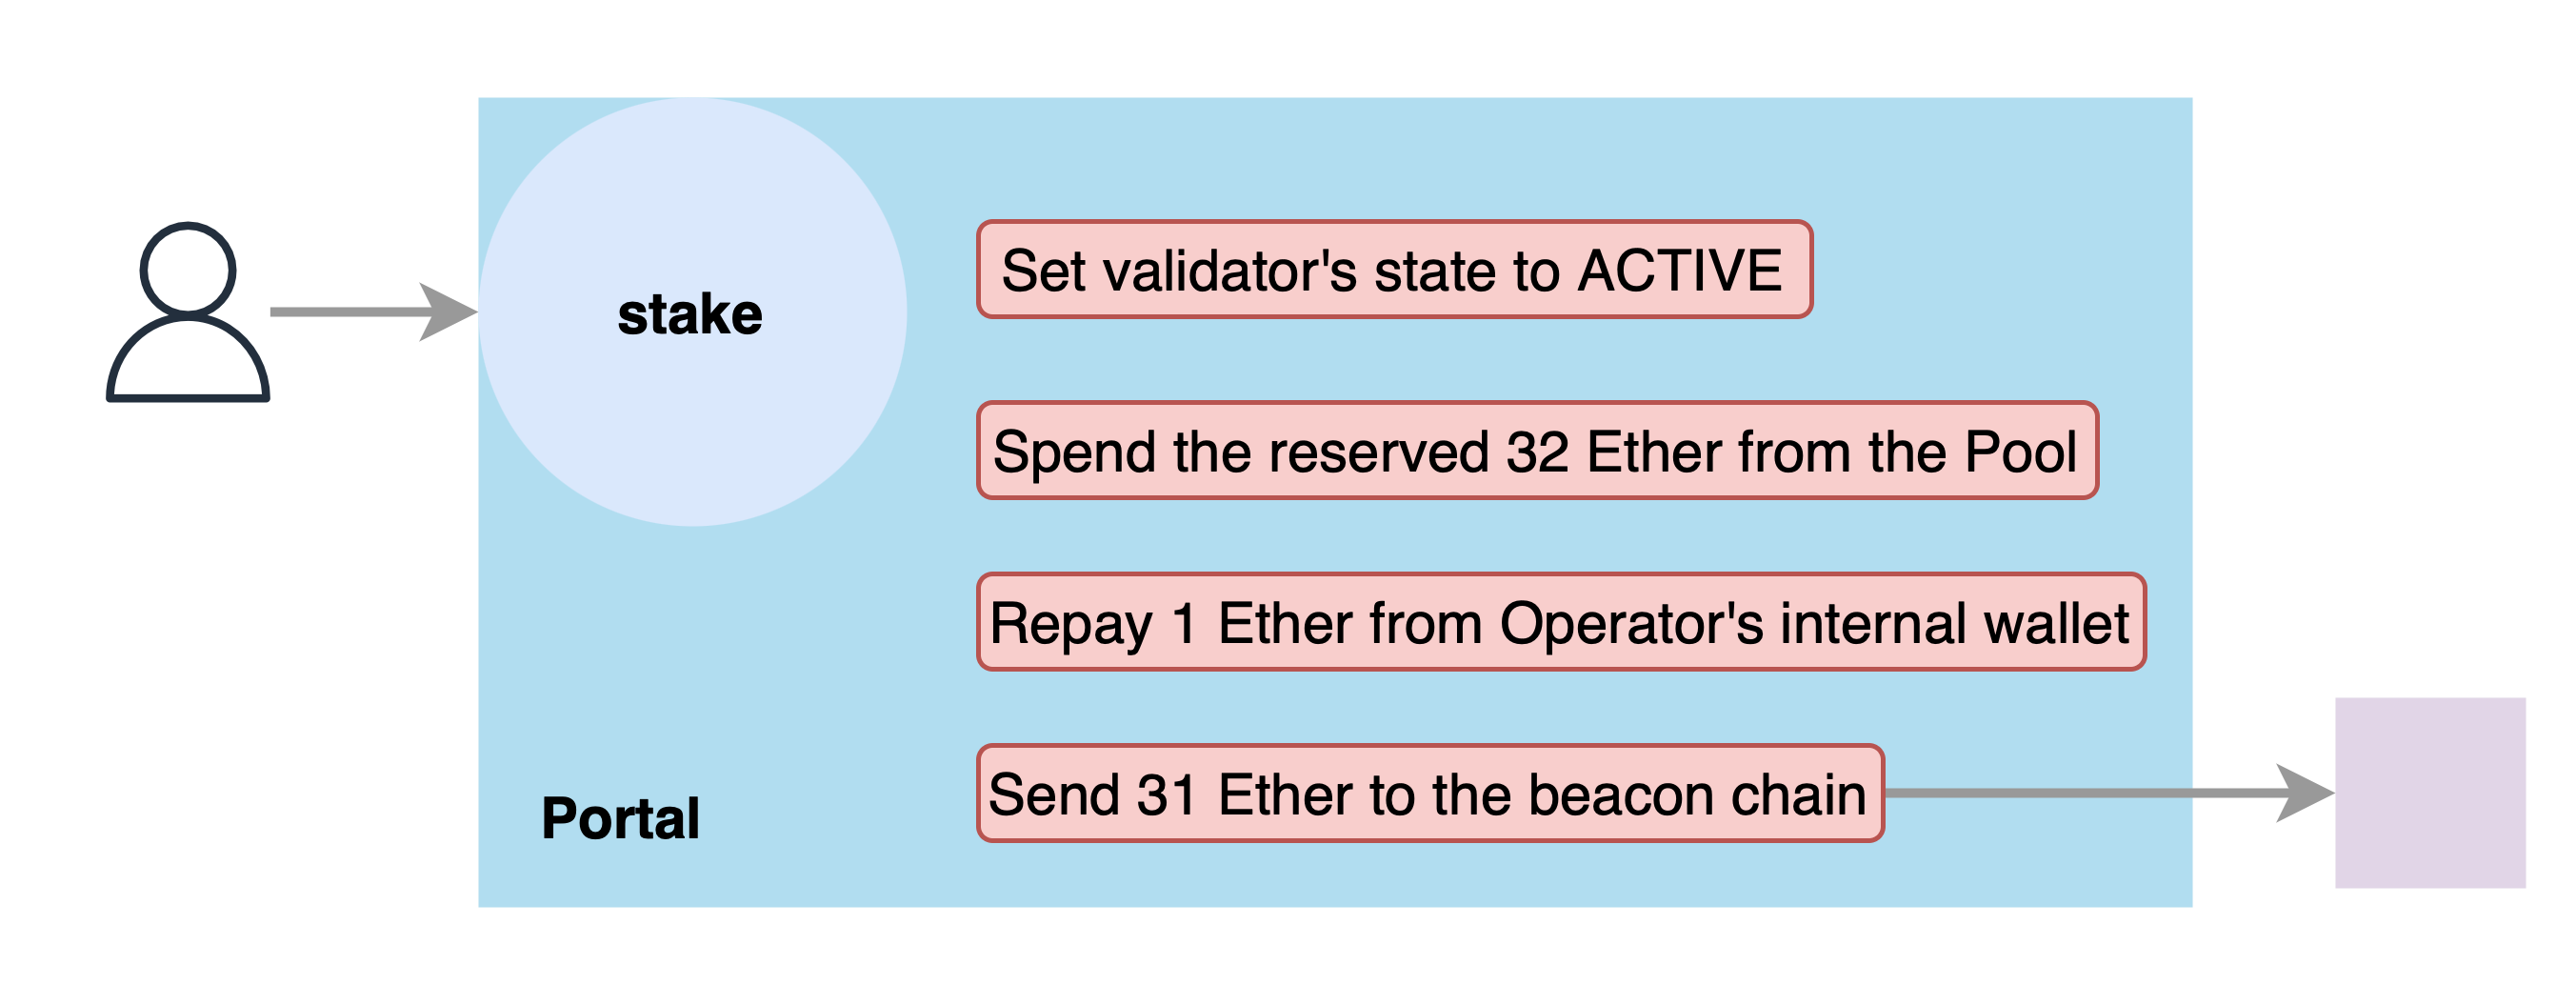 stake
Set validator's state to ACTIVE
Spend the reserved 32 Ether from the Pool
Repay 1 Ether from Operator's internal wallet
Send 31 Ether to the beacon chain
Portal